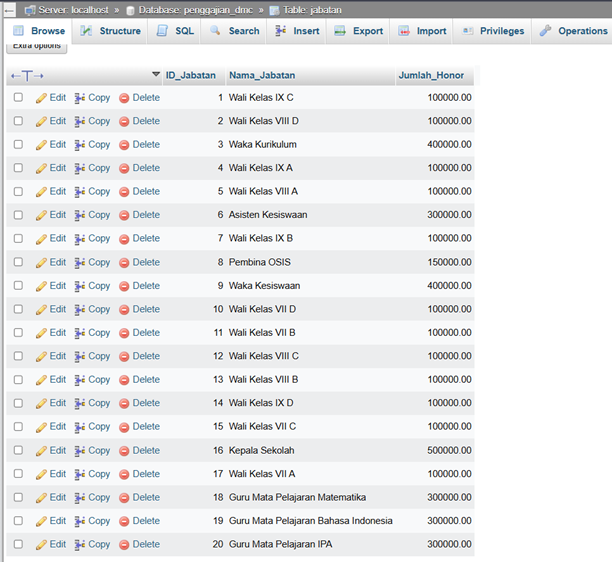 Server: localhost » Database: penggajian_dmc » Table: jabatan
Browse Structure SQL Search Insert Export Import Privileges Operations
Extra options
ID_Jabatan Nama_Jabatan Jumlah_Honor
Edit Copy Delete 1 Wali Kelas IX C 100000.00
Edit Copy Delete 2 Wali Kelas VIII D 100000.00
Edit Copy Delete 3 Waka Kurikulum 400000.00
Edit Copy Delete 4 Wali Kelas IX A 100000.00
Edit Copy Delete 5 Wali Kelas VIII A 100000.00
Edit Copy Delete 6 Asisten Kesiswaan 300000.00
Edit Copy Delete 7 Wali Kelas IX B 100000.00
Edit Copy Delete 8 Pembina OSIS 150000.00
Edit Copy Delete 9 Waka Kesiswaan 400000.00
Edit Copy Delete 10 Wali Kelas VII D 100000.00
Edit Copy Delete 11 Wali Kelas VII B 100000.00
Edit Copy Delete 12 Wali Kelas VIII C 100000.00
Edit Copy Delete 13 Wali Kelas VIII B 100000.00
Edit Copy Delete 14 Wali Kelas IX D 100000.00
Edit Copy Delete 15 Wali Kelas VII C 100000.00
Edit Copy Delete 16 Kepala Sekolah 500000.00
Edit Copy Delete 17 Wali Kelas VII A 100000.00
Edit Copy Delete 18 Guru Mata Pelajaran Matematika 300000.00
Edit Copy Delete 19 Guru Mata Pelajaran Bahasa Indonesia 300000.00
Edit Copy Delete 20 Guru Mata Pelajaran IPA 300000.00